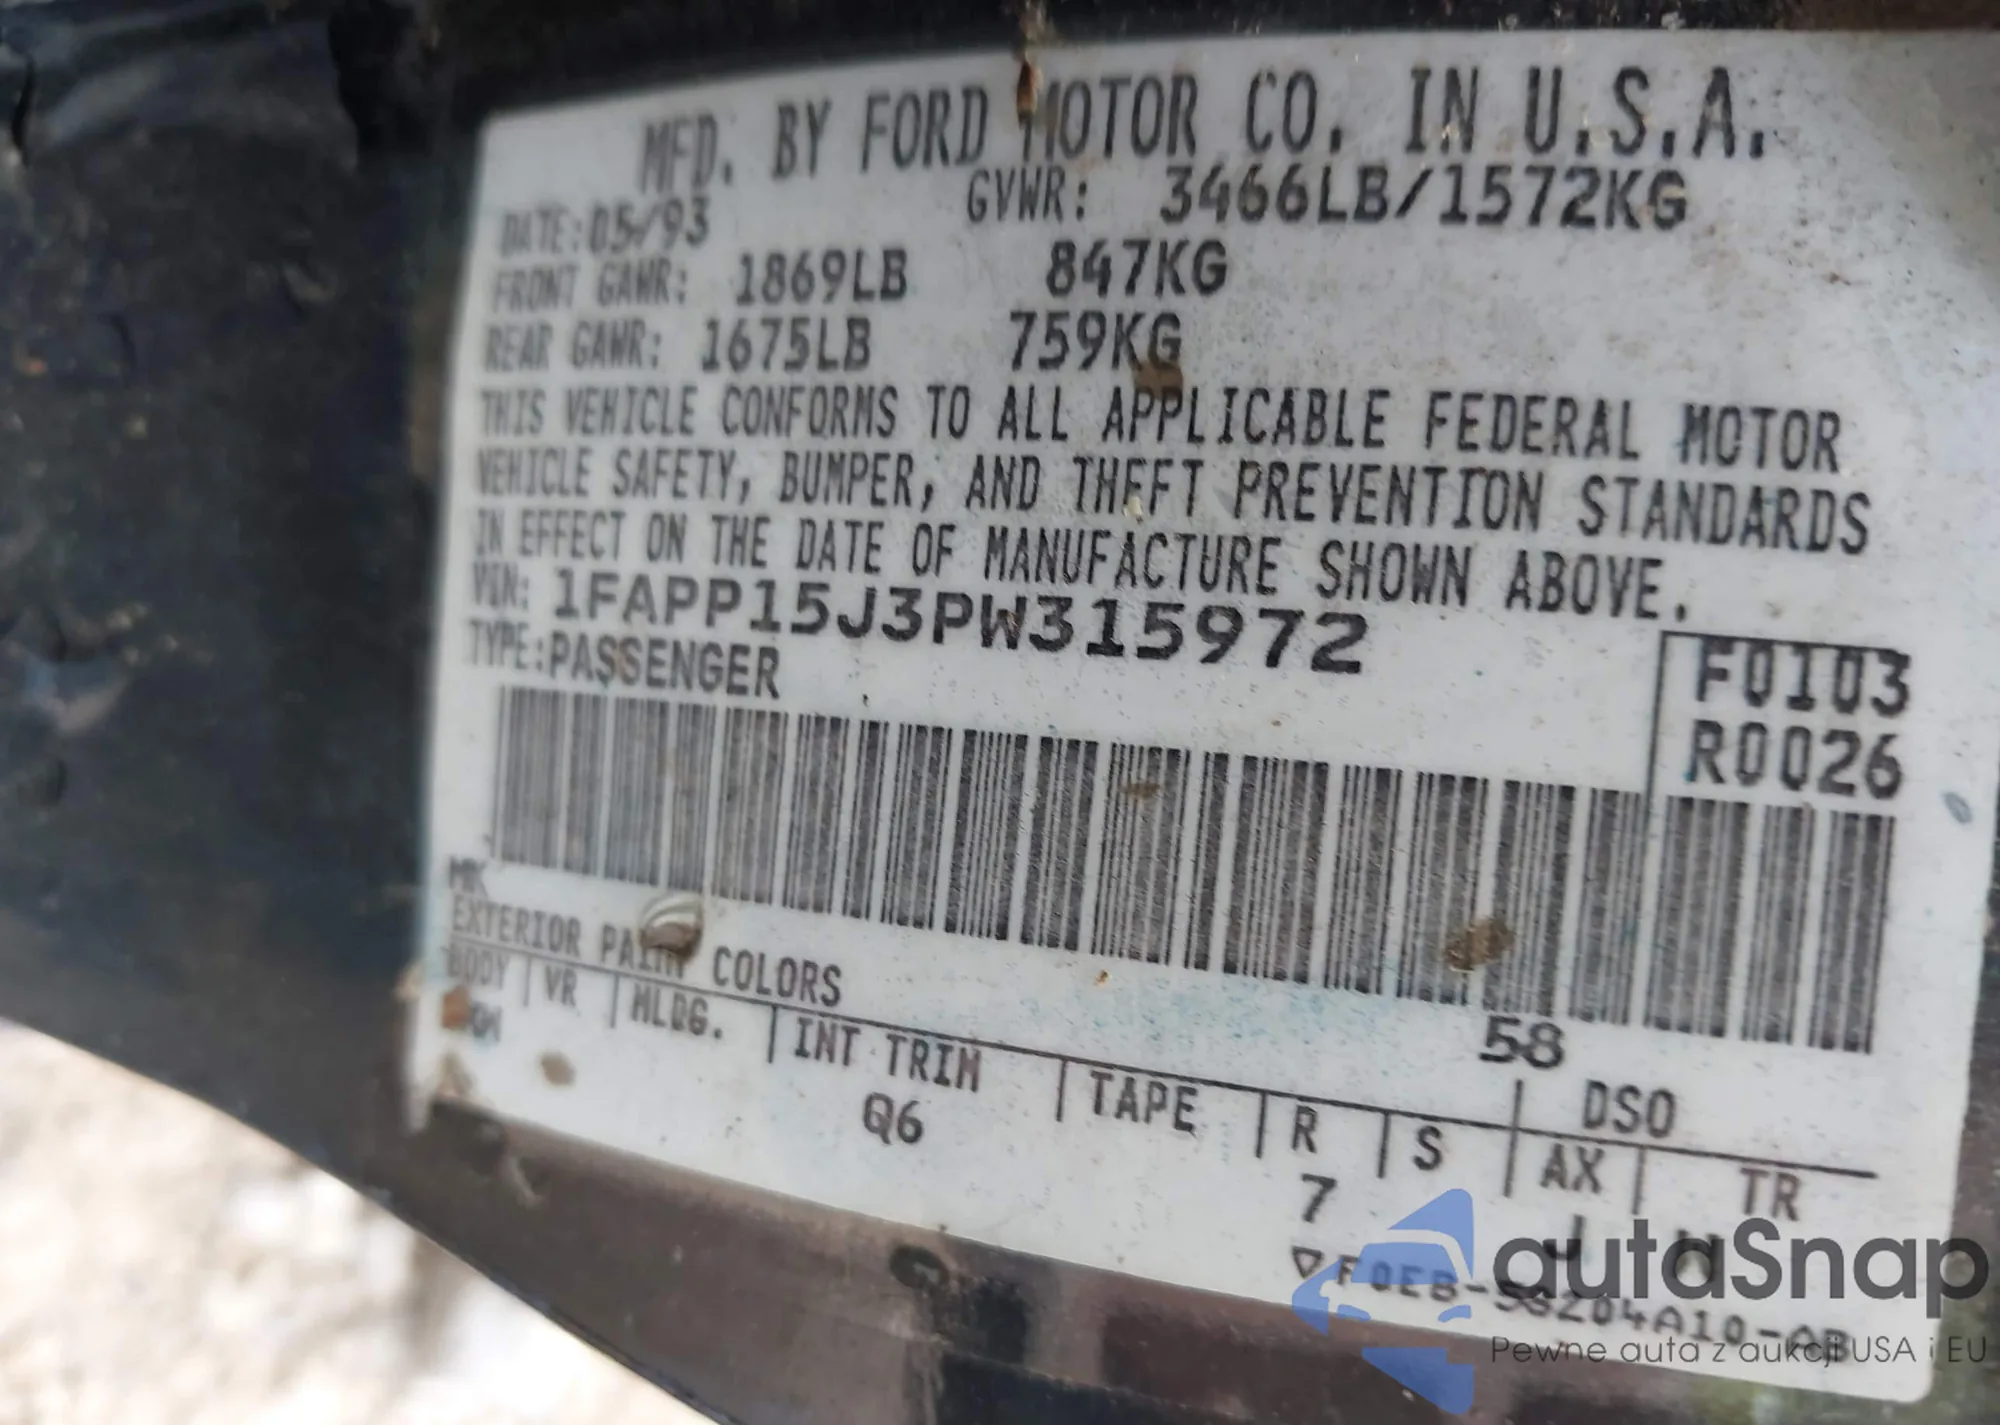 MFD. BY FORD MOTOR CO. IN U.S.A.
DATE:05/93 GVWR: 3466LB/1572KG
FRONT GAWR: 1869LB 847KG
REAR GAWR: 1675LB 759KG
THIS VEHICLE CONFORMS TO ALL APPLICABLE FEDERAL MOTOR
VEHICLE SAFETY, BUMPER, AND THEFT PREVENTION STANDARDS
IN EFFECT ON THE DATE OF MANUFACTURE SHOWN ABOVE.
VIN: 1FAPP15J3PW315972
TYPE:PASSENGER
F0103
R0026
EXTERIOR PAINT COLORS 58 DSO
BODY VR MLDG. INT TRIM TAPE R S AX TR
Q6 7 J
▽F0EB-58204A10-AB
autaSnap
Pewne auta z aukcji USA i EU